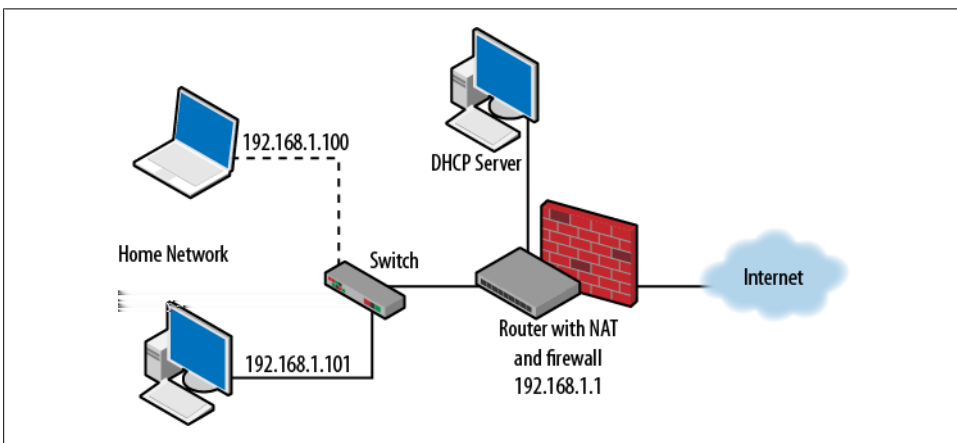 192.168.1.100
DHCP Server
Home Network
Switch
Internet
Router with NAT
and firewall
192.168.1.1
192.168.1.101